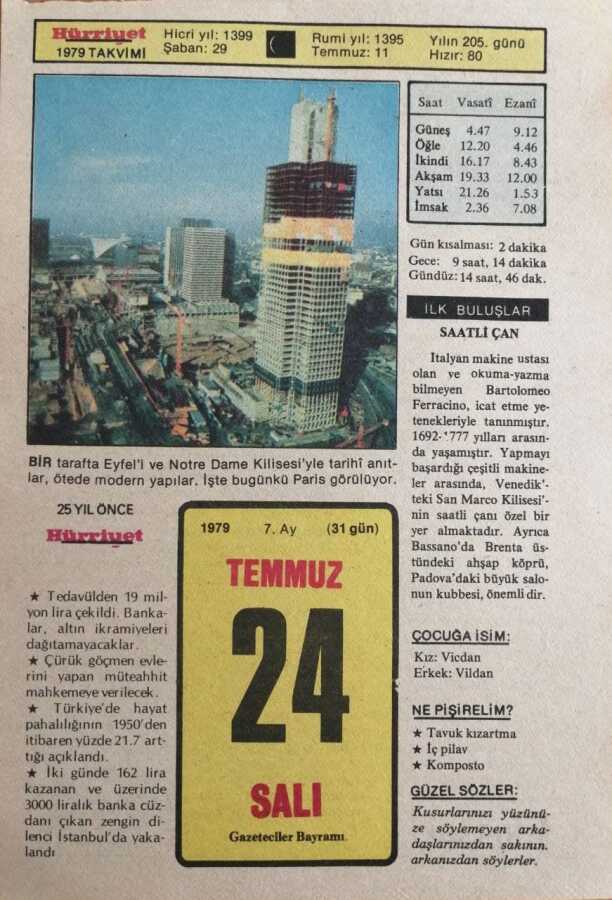 Hürriyet
1979 TAKVİMİ
Hicri yıl: 1399
Şaban: 29
Rumi yıl: 1395
Temmuz: 11
Yılın 205. günü
Hızır: 80
Saat Vasatî Ezanî
Güneş 4.47 9.12
Öğle 12.20 4.46
İkindi 16.17 8.43
Akşam 19.33 12.00
Yatsı 21.26 1.53
İmsak 2.36 7.08
Gün kısalması: 2 dakika
Gece: 9 saat, 14 dakika
Gündüz: 14 saat, 46 dak.
BİR tarafta Eyfel'i ve Notre Dame Kilisesi'yle tarihî anıt-
lar, ötede modern yapılar. İşte bugünkü Paris görülüyor.
İLK BULUŞLAR
SAATLİ ÇAN
Italyan makine ustası
olan ve okuma-yazma
bilmeyen Bartolomeo
Ferracino, icat etme ye-
tenekleriyle tanınmıştır.
1692-1777 yılları arasın-
da yaşamıştır. Yapmayı
başardığı çeşitli makine-
ler arasında, Venedik'-
teki San Marco Kilisesi'-
nin saatli çanı özel bir
yer almaktadır. Ayrıca
Bassano'da Brenta üs-
tündeki ahşap köprü,
Padova'daki büyük salo-
nun kubbesi, önemli dir.
25 YIL ÖNCE
Hürriyet
★ Tedavülden 19 mil-
yon lira çekildi. Banka-
lar, altın ikramiyeleri
dağıtamayacaklar.
★ Çürük göçmen evle-
rini yapan müteahhit
mahkemeye verilecek.
★ Türkiye'de hayat
pahalılığının 1950'den
itibaren yüzde 21.7 art-
tığı açıklandı.
★ İki günde 162 lira
kazanan ve üzerinde
3000 liralık banka cüz-
danı çıkan zengin di-
lenci İstanbul'da yaka-
landı
1979 7. Ay (31 gün)
TEMMUZ
24
SALI
Gazeteciler Bayramı.
ÇOCUĞA İSİM:
Kız: Vicdan
Erkek: Vildan
NE PİŞİRELİM?
★ Tavuk kızartma
★ İç pilav
★ Komposto
GÜZEL SÖZLER:
Kusurlarınızı yüzünü-
ze söylemeyen arka-
daşlarınızdan sakının.
arkanızdan söylerler.